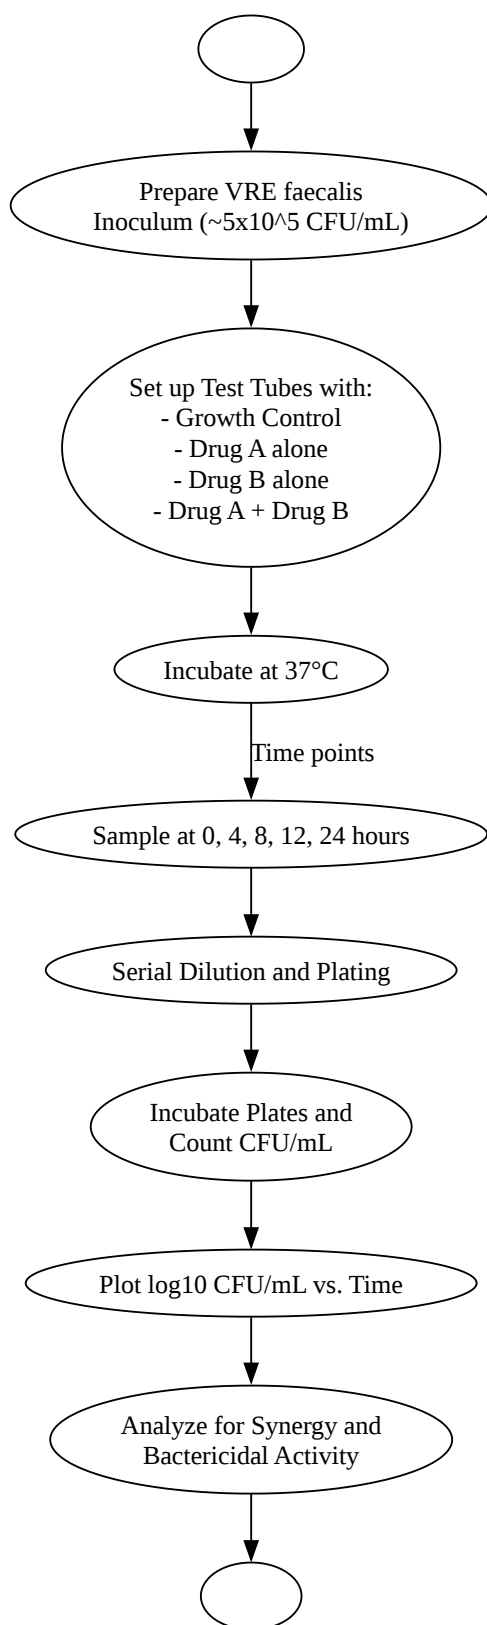 Prepare VRE faecalis
Inoculum (~5x10^5 CFU/mL)
Set up Test Tubes with:
- Growth Control
- Drug A alone
- Drug B alone
- Drug A + Drug B
Incubate at 37°C
Time points
Sample at 0, 4, 8, 12, 24 hours
Serial Dilution and Plating
Incubate Plates and
Count CFU/mL
Plot log10 CFU/mL vs. Time
Analyze for Synergy and
Bactericidal Activity